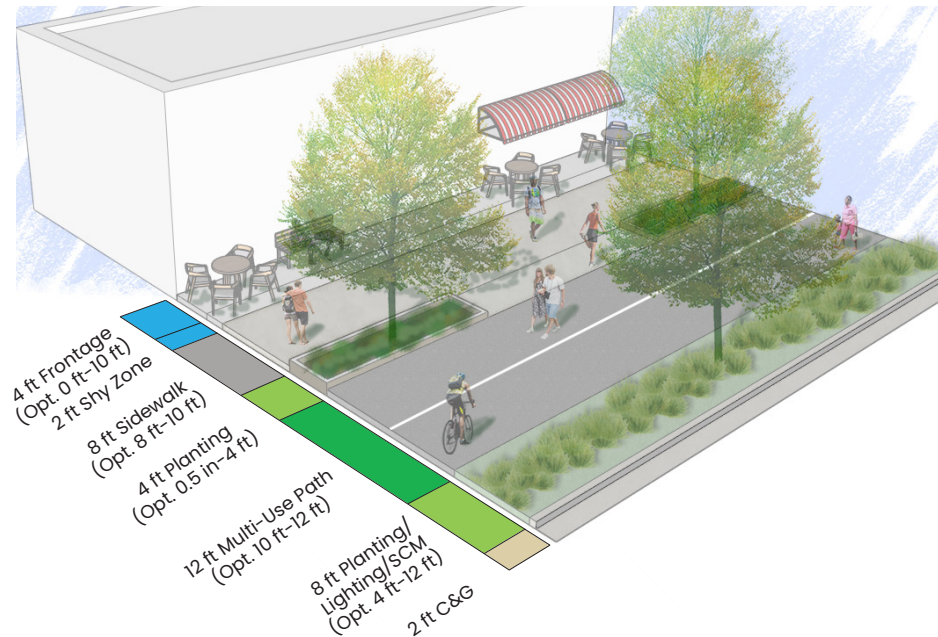 4 ft Frontage
(Opt. 0 ft-10 ft)
2 ft Shy Zone
8 ft Sidewalk
(Opt. 8 ft-10 ft)
4 ft Planting
(Opt. 0.5 in-4 ft)
12 ft Multi-Use Path
(Opt. 10 ft-12 ft)
8 ft Planting/
Lighting/SCM
(Opt. 4 ft-12 ft)
2 ft C&G